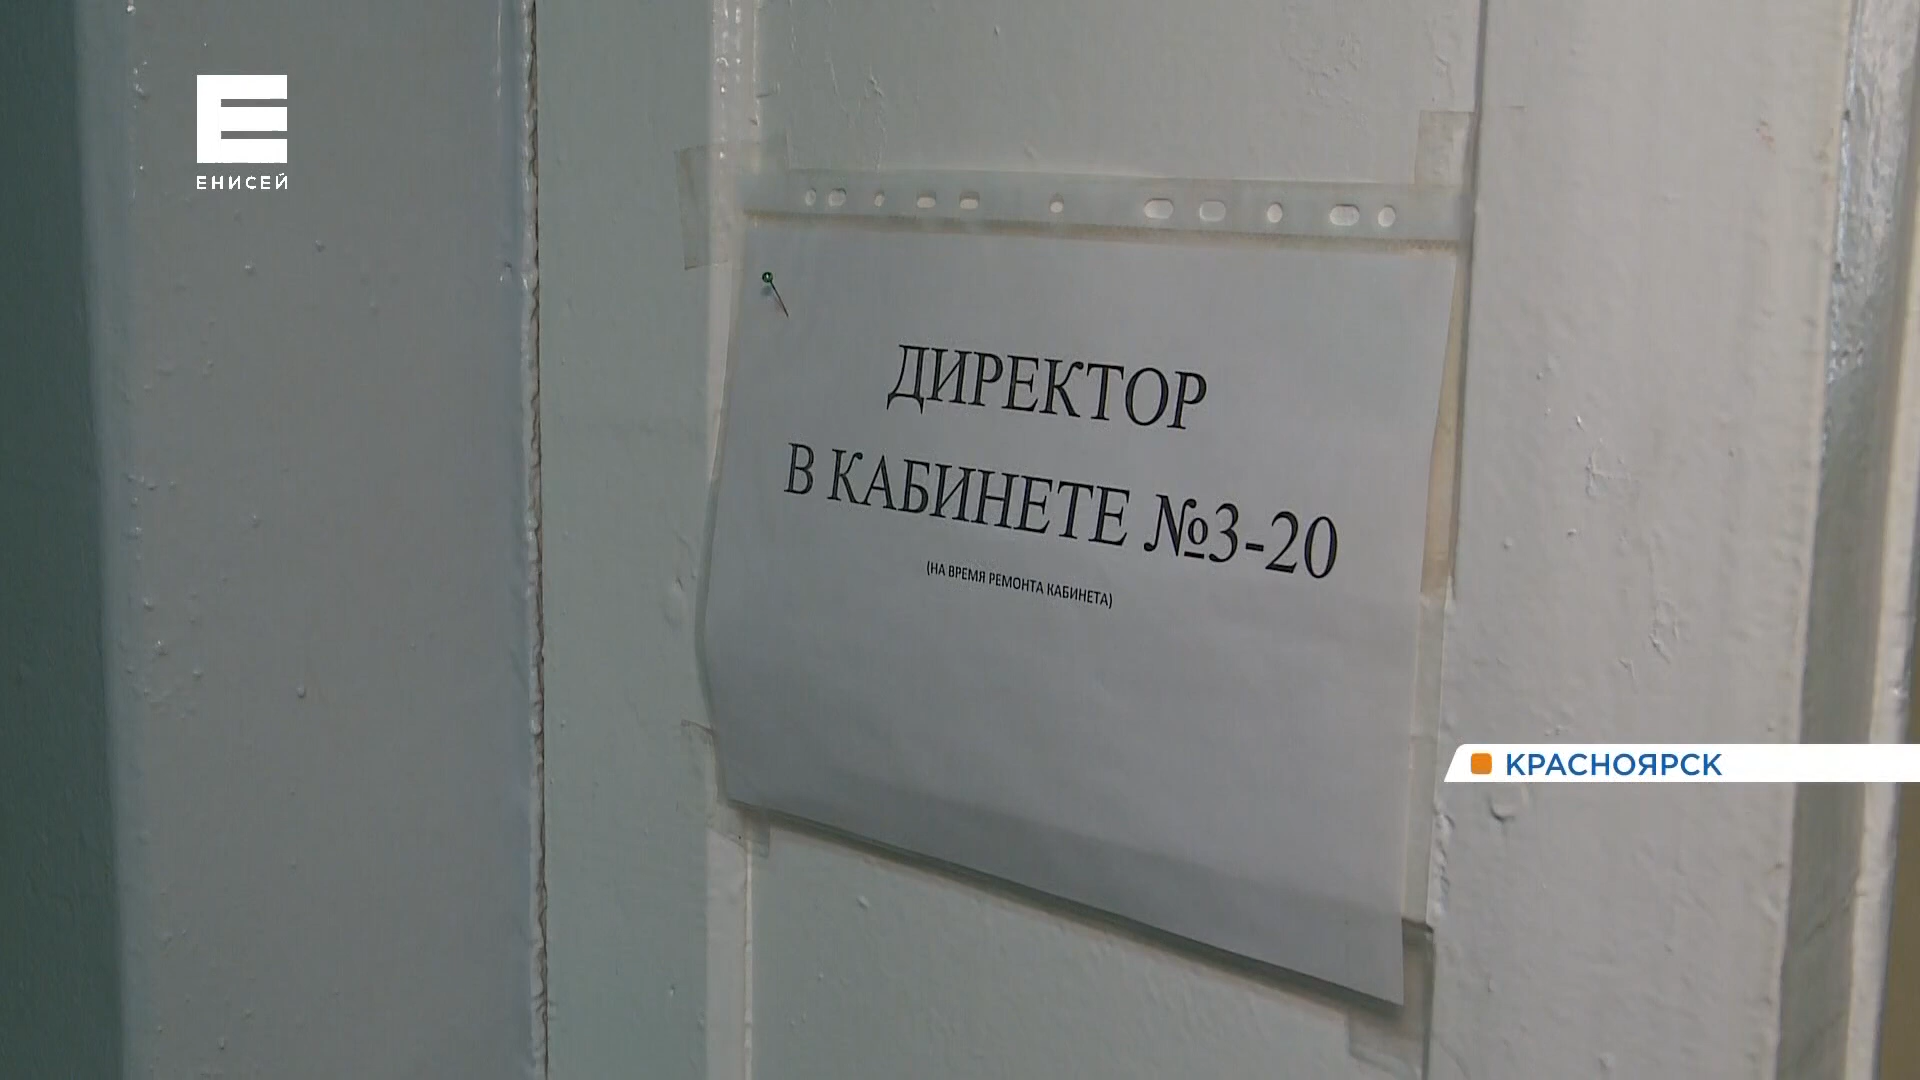 ЕНИСЕЙ
ДИРЕКТОР
В КАБИНЕТЕ №3-20
(НА ВРЕМЯ РЕМОНТА КАБИНЕТА)
КРАСНОЯРСК